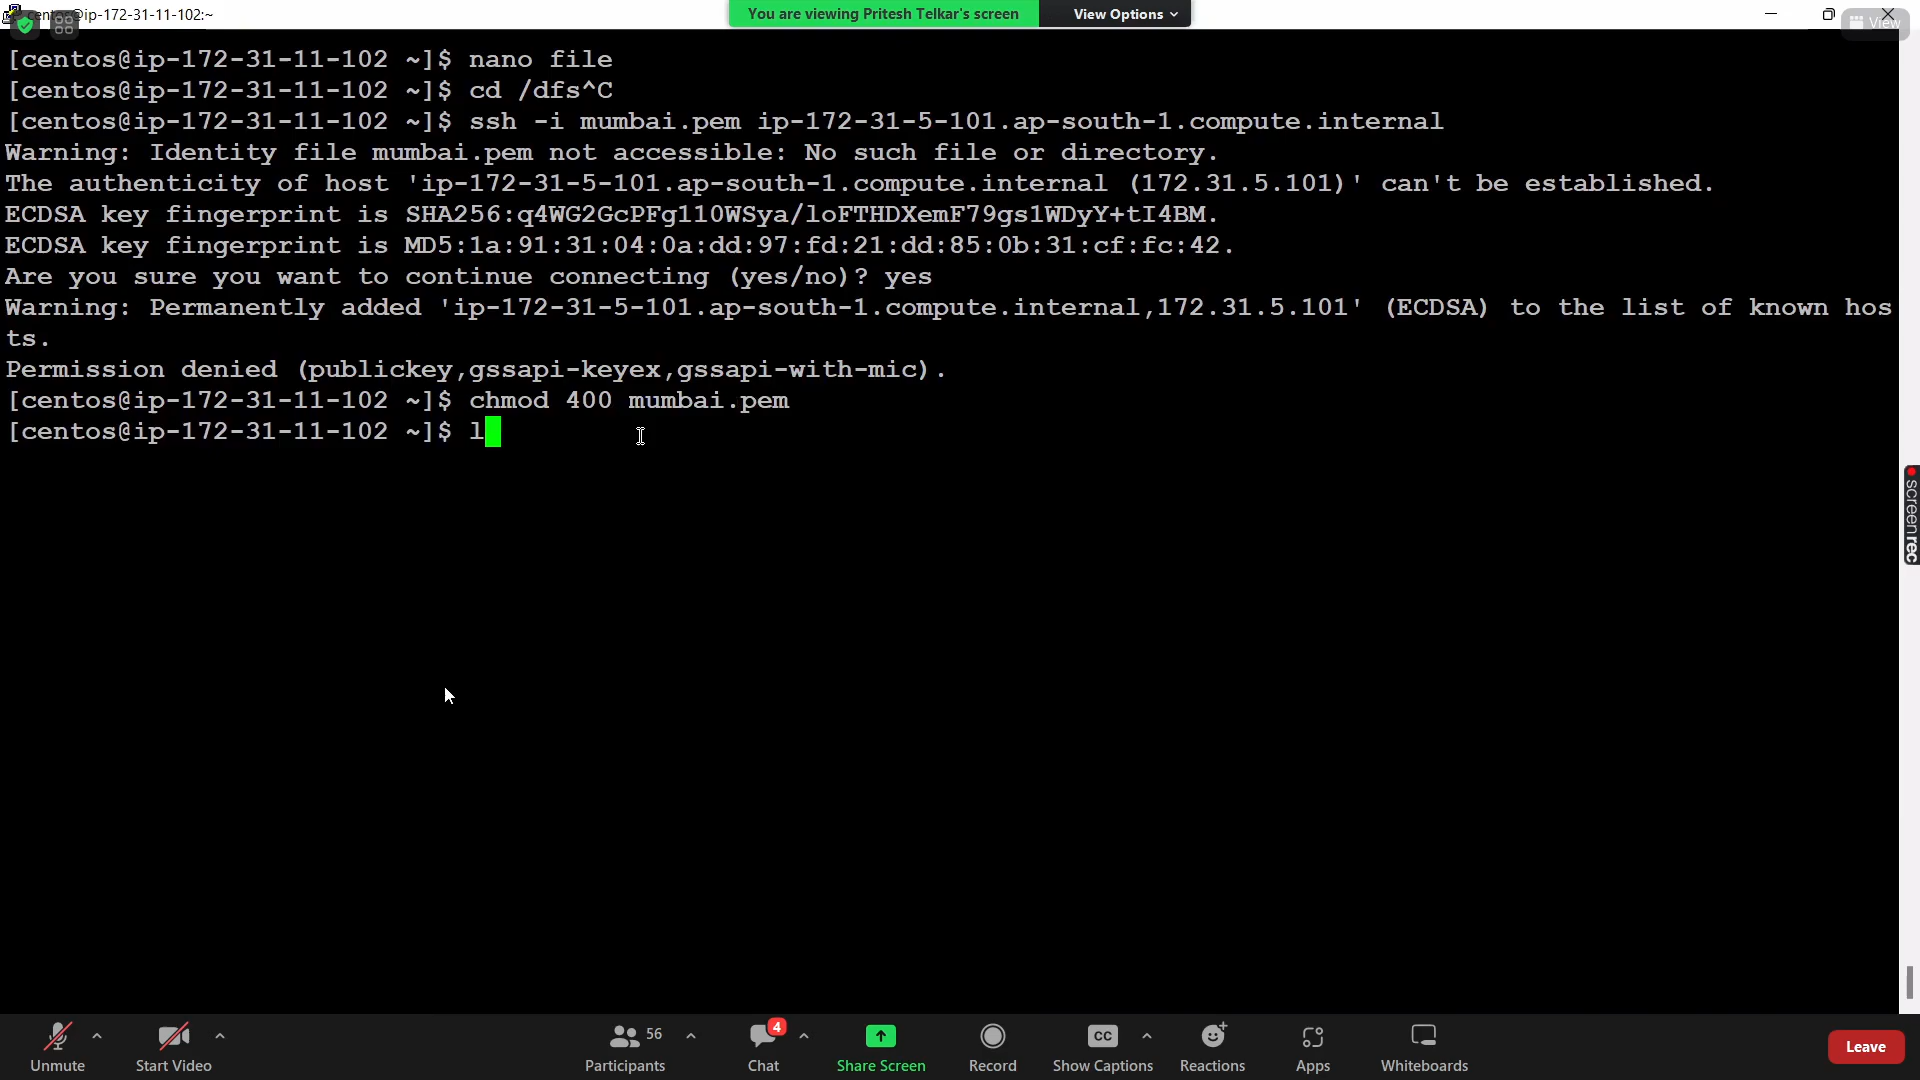 centos@ip-172-31-11-102:~
You are viewing Pritesh Telkar's screen
View Options
View
[centos@ip-172-31-11-102 ~]$ nano file
[centos@ip-172-31-11-102 ~]$ cd /dfs^C
[centos@ip-172-31-11-102 ~]$ ssh -i mumbai.pem ip-172-31-5-101.ap-south-1.compute.internal
Warning: Identity file mumbai.pem not accessible: No such file or directory.
The authenticity of host 'ip-172-31-5-101.ap-south-1.compute.internal (172.31.5.101)' can't be established.
ECDSA key fingerprint is SHA256:q4WG2GcPFg110WSya/loFTHDXemF79gs1WDyY+tI4BM.
ECDSA key fingerprint is MD5:1a:91:31:04:0a:dd:97:fd:21:dd:85:0b:31:cf:fc:42.
Are you sure you want to continue connecting (yes/no)? yes
Warning: Permanently added 'ip-172-31-5-101.ap-south-1.compute.internal,172.31.5.101' (ECDSA) to the list of known hos
ts.
Permission denied (publickey,gssapi-keyex,gssapi-with-mic).
[centos@ip-172-31-11-102 ~]$ chmod 400 mumbai.pem
[centos@ip-172-31-11-102 ~]$ l
screenrec
56
4
CC
Unmute
Start Video
Participants
Chat
Share Screen
Record
Show Captions
Reactions
Apps
Whiteboards
Leave